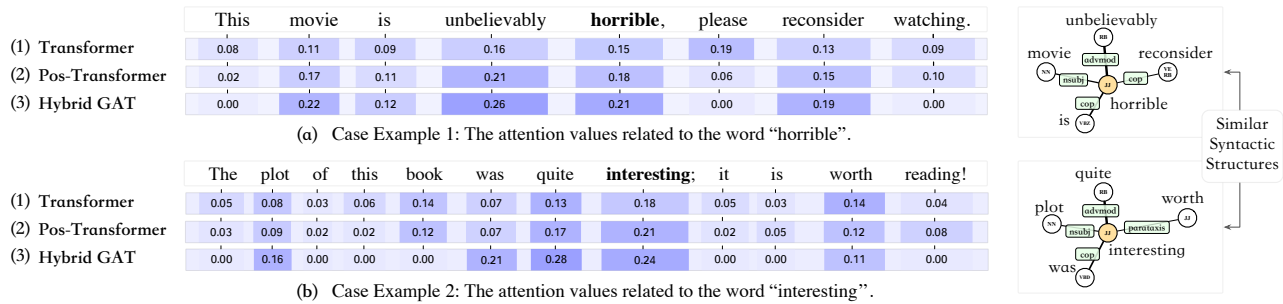 This movie is unbelievably horrible, please reconsider watching.
(1) Transformer 0.08 0.11 0.09 0.16 0.15 0.19 0.13 0.09
(2) Pos-Transformer 0.02 0.17 0.11 0.21 0.18 0.06 0.15 0.10
(3) Hybrid GAT 0.00 0.22 0.12 0.26 0.21 0.00 0.19 0.00
(a) Case Example 1: The attention values related to the word “horrible”.
unbelievably
RB
movie
reconsider
advmod
NN
nsubj
cop
VE
RB
JJ
horrible
cop
is
VBZ
The plot of this book was quite interesting; it is worth reading!
(1) Transformer 0.05 0.08 0.03 0.06 0.14 0.07 0.13 0.18 0.05 0.03 0.14 0.04
(2) Pos-Transformer 0.03 0.09 0.02 0.02 0.12 0.07 0.17 0.21 0.02 0.05 0.12 0.08
(3) Hybrid GAT 0.00 0.16 0.00 0.00 0.00 0.21 0.28 0.24 0.00 0.00 0.11 0.00
(b) Case Example 2: The attention values related to the word “interesting”.
quite
RB
plot
worth
advmod
NN
nsubj
parataxis
JJ
JJ
interesting
cop
was
VBD
Similar
Syntactic
Structures